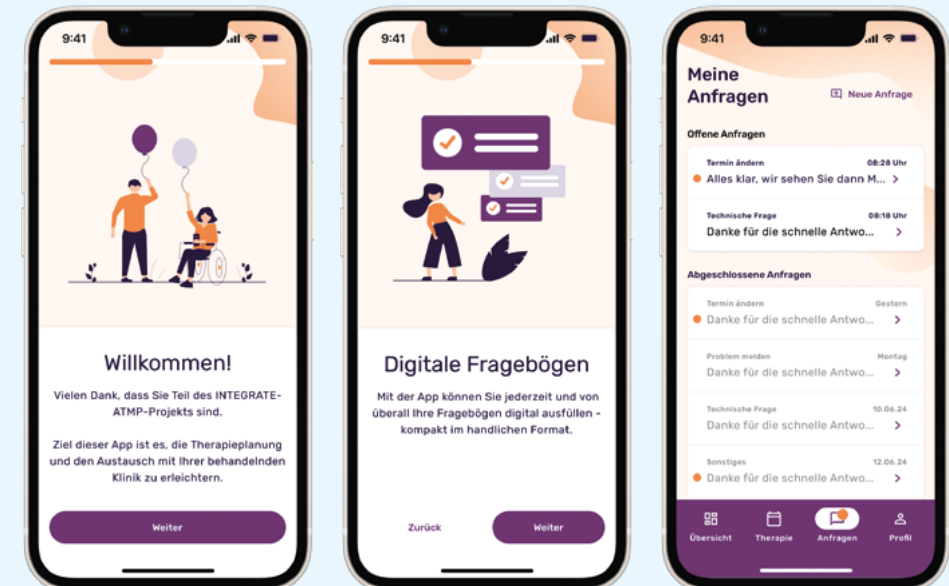 9:41
Willkommen!
Vielen Dank, dass Sie Teil des INTEGRATE-
ATMP-Projekts sind.
Ziel dieser App ist es, die Therapieplanung
und den Austausch mit Ihrer behandelnden
Klinik zu erleichtern.
Weiter
9:41
Digitale Fragebögen
Mit der App können Sie jederzeit und von
überall Ihre Fragebögen digital ausfüllen -
kompakt im handlichen Format.
Zurück Weiter
9:41
Meine
Anfragen
Neue Anfrage
Offene Anfragen
Termin ändern 08:28 Uhr
Alles klar, wir sehen Sie dann M...
Technische Frage 08:18 Uhr
Danke für die schnelle Antwo...
Abgeschlossene Anfragen
Termin ändern Gestern
Danke für die schnelle Antwo...
Problem melden Montag
Danke für die schnelle Antwo...
Technische Frage 10.06.24
Danke für die schnelle Antwo...
Sonstiges 12.06.24
Danke für die schnelle Antwo...
Übersicht Therapie Anfragen Profil